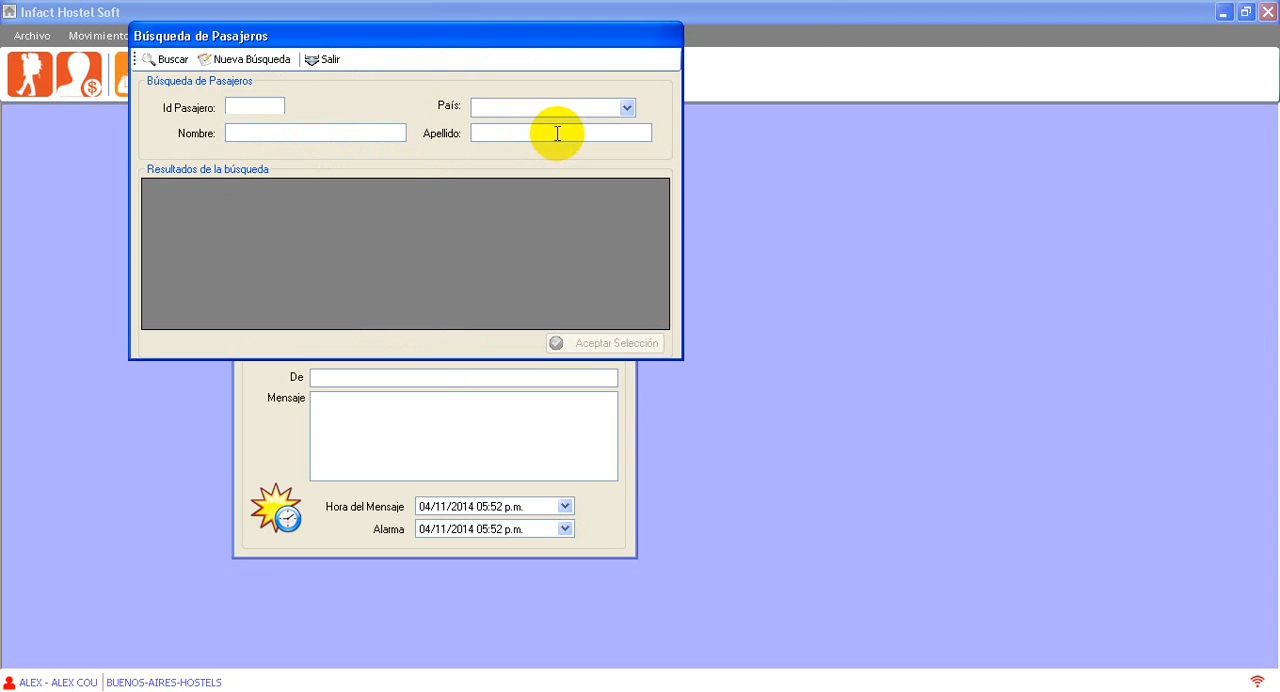 Infact Hostel Soft
Archivo Movimiento
Búsqueda de Pasajeros
Buscar Nueva Búsqueda Salir
Búsqueda de Pasajeros
Id Pasajero: País:
Nombre: Apellido:
Resultados de la búsqueda
Aceptar Selección
De
Mensaje
Hora del Mensaje 04/11/2014 05:52 p.m.
Alarma 04/11/2014 05:52 p.m.
ALEX - ALEX COU BUENOS-AIRES-HOSTELS